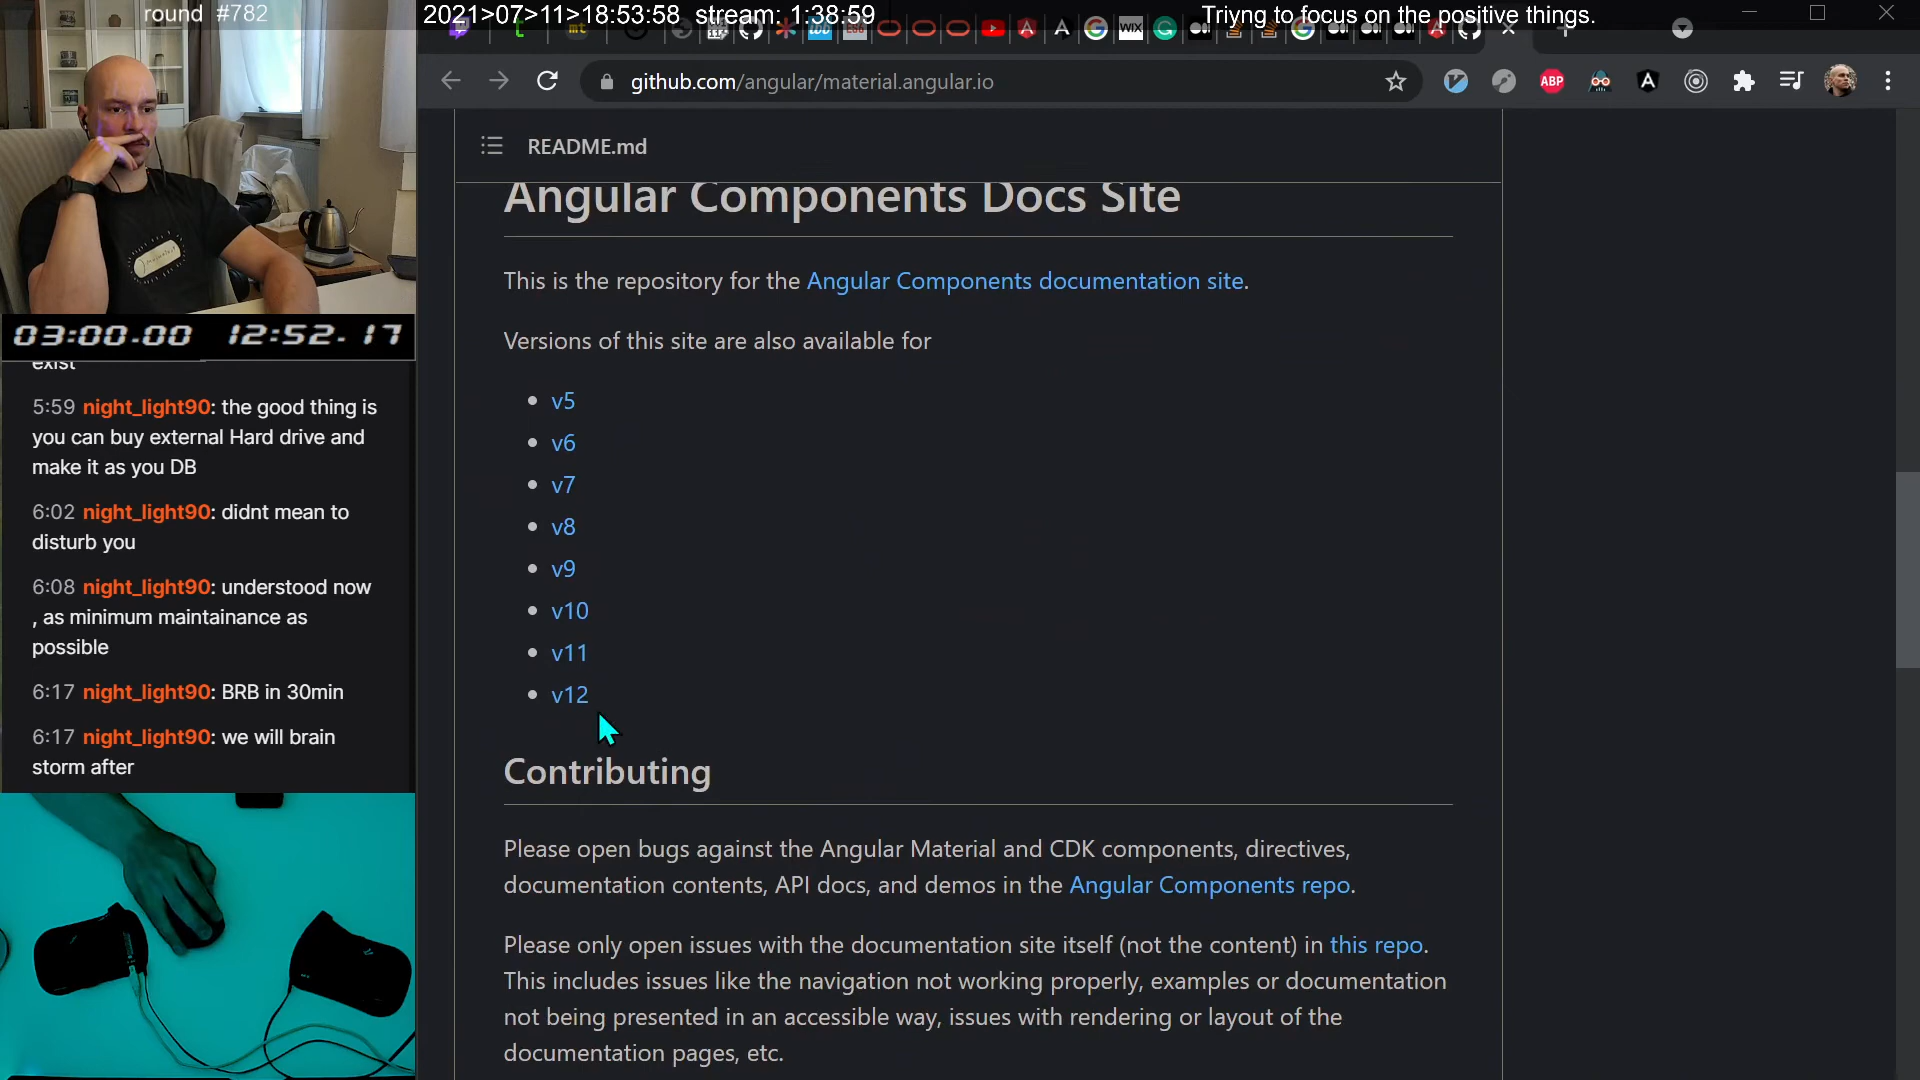 round #782
2021>07>11>18:53:58 stream: 1:38:59
Triyng to focus on the positive things.
github.com/angular/material.angular.io
ABP
README.md
Angular Components Docs Site
This is the repository for the Angular Components documentation site.
Versions of this site are also available for
v5
v6
v7
v8
v9
v10
v11
v12
Contributing
Please open bugs against the Angular Material and CDK components, directives,
documentation contents, API docs, and demos in the Angular Components repo.
Please only open issues with the documentation site itself (not the content) in this repo.
This includes issues like the navigation not working properly, examples or documentation
not being presented in an accessible way, issues with rendering or layout of the
documentation pages, etc.
03:00.00 12:52.17
exist
5:59 night_light90: the good thing is
you can buy external Hard drive and
make it as you DB
6:02 night_light90: didnt mean to
disturb you
6:08 night_light90: understood now
, as minimum maintainance as
possible
6:17 night_light90: BRB in 30min
6:17 night_light90: we will brain
storm after